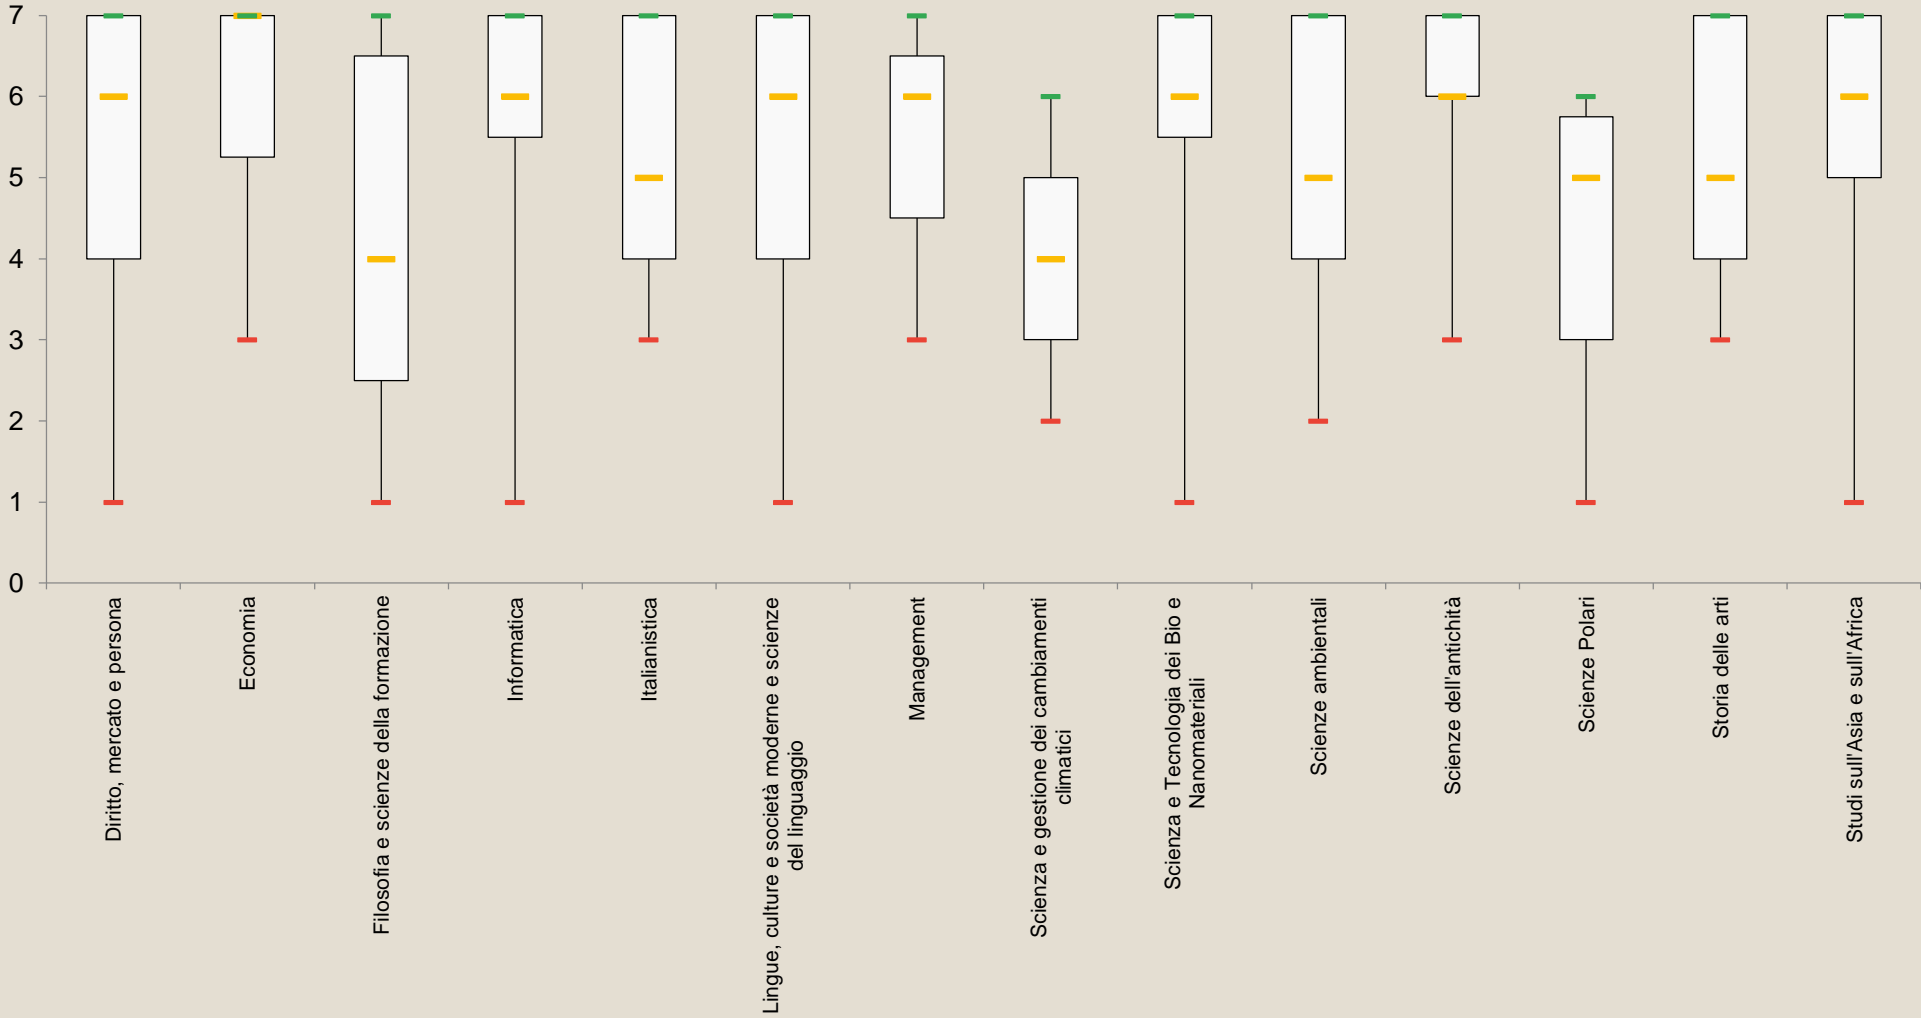 7
6
5
4
3
2
1
0
Diritto, mercato e persona
Economia
Filosofia e scienze della formazione
Informatica
Italianistica
Lingue, culture e società moderne e scienze
del linguaggio
Management
Scienza e gestione dei cambiamenti
climatici
Scienza e Tecnologia dei Bio e
Nanomateriali
Scienze ambientali
Scienze dell'antichità
Scienze Polari
Storia delle arti
Studi sull'Asia e sull'Africa